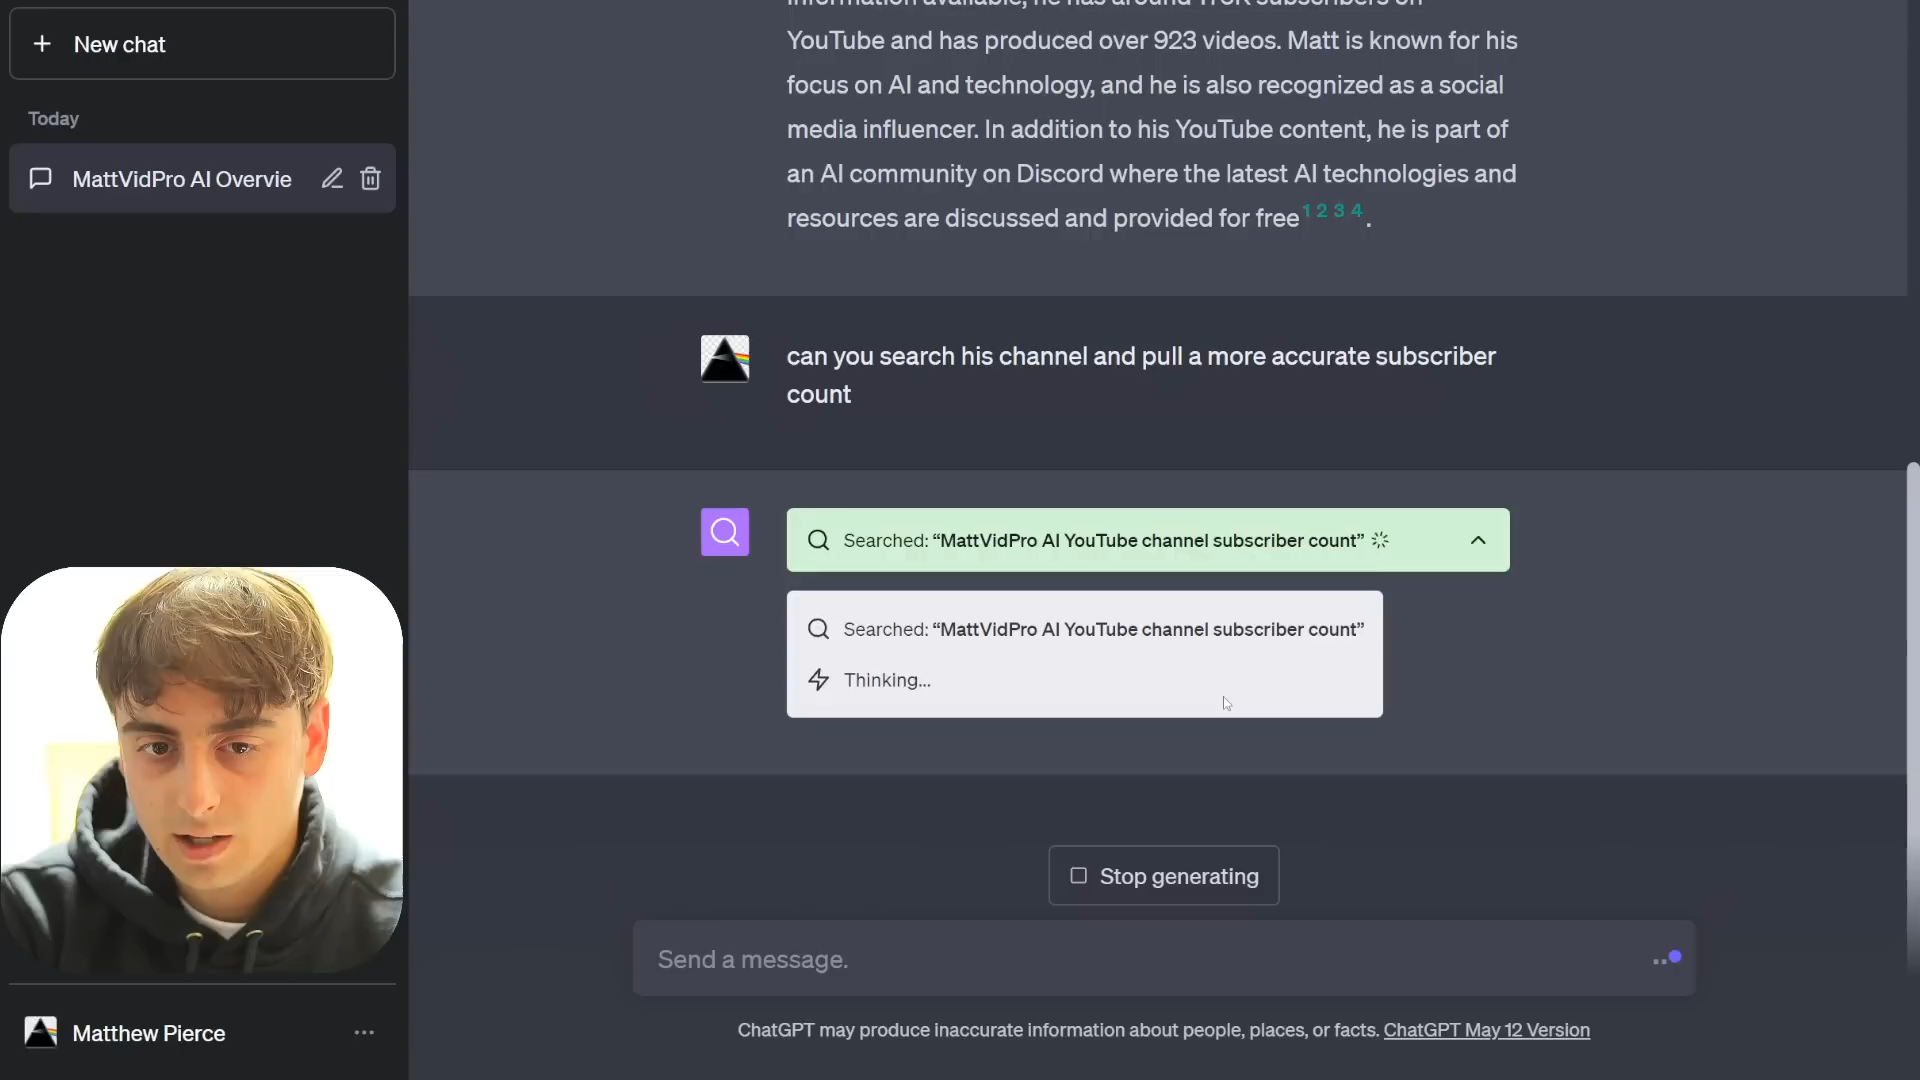 New chat
Today
MattVidPro AI Overvie
YouTube and has produced over 923 videos. Matt is known for his
focus on AI and technology, and he is also recognized as a social
media influencer. In addition to his YouTube content, he is part of
an AI community on Discord where the latest AI technologies and
resources are discussed and provided for free 1 2 3 4 .
can you search his channel and pull a more accurate subscriber
count
Searched: “MattVidPro AI YouTube channel subscriber count”
Searched: “MattVidPro AI YouTube channel subscriber count”
Thinking...
Stop generating
Send a message.
ChatGPT may produce inaccurate information about people, places, or facts. ChatGPT May 12 Version
Matthew Pierce